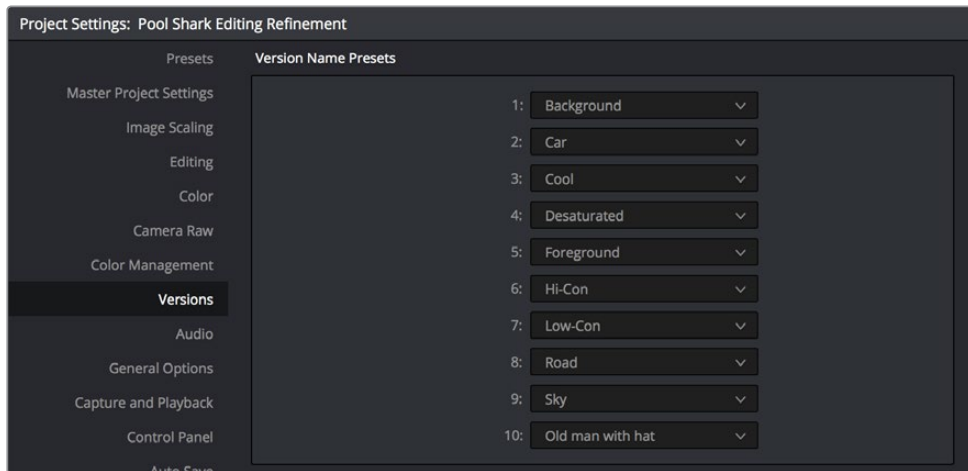 Project Settings: Pool Shark Editing Refinement
Presets
Master Project Settings
Image Scaling
Editing
Color
Camera Raw
Color Management
Versions
Audio
General Options
Capture and Playback
Control Panel
Auto Save
Version Name Presets
1: Background
2: Car
3: Cool
4: Desaturated
5: Foreground
6: Hi-Con
7: Low-Con
8: Road
9: Sky
10: Old man with hat